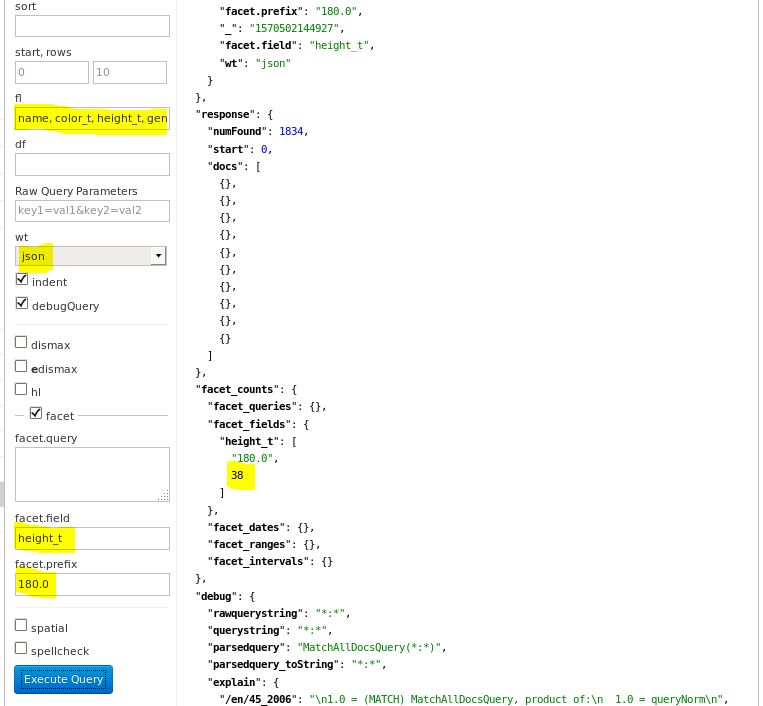 sort
start, rows
0
10
fl
name, color_t, height_t, gen
df
Raw Query Parameters
key1=val1&key2=val2
wt
json
indent
debugQuery
dismax
edismax
hl
facet
facet.query
facet.field
height_t
facet.prefix
180.0
spatial
spellcheck
Execute Query
"facet.prefix": "180.0",
"_": "1570502144927",
"facet.field": "height_t",
"wt": "json"
}
},
"response": {
"numFound": 1834,
"start": 0,
"docs": [
{},
{},
{},
{},
{},
{},
{},
{},
{},
{}
]
},
"facet_counts": {
"facet_queries": {},
"facet_fields": {
"height_t": [
"180.0",
38
]
},
"facet_dates": {},
"facet_ranges": {},
"facet_intervals": {}
},
"debug": {
"rawquerystring": "*:*",
"querystring": "*:*",
"parsedquery": "MatchAllDocsQuery(*:*)",
"parsedquery_toString": "*:*",
"explain": {
"/en/45_2006": "\n1.0 = (MATCH) MatchAllDocsQuery, product of:\n  1.0 = queryNorm\n",